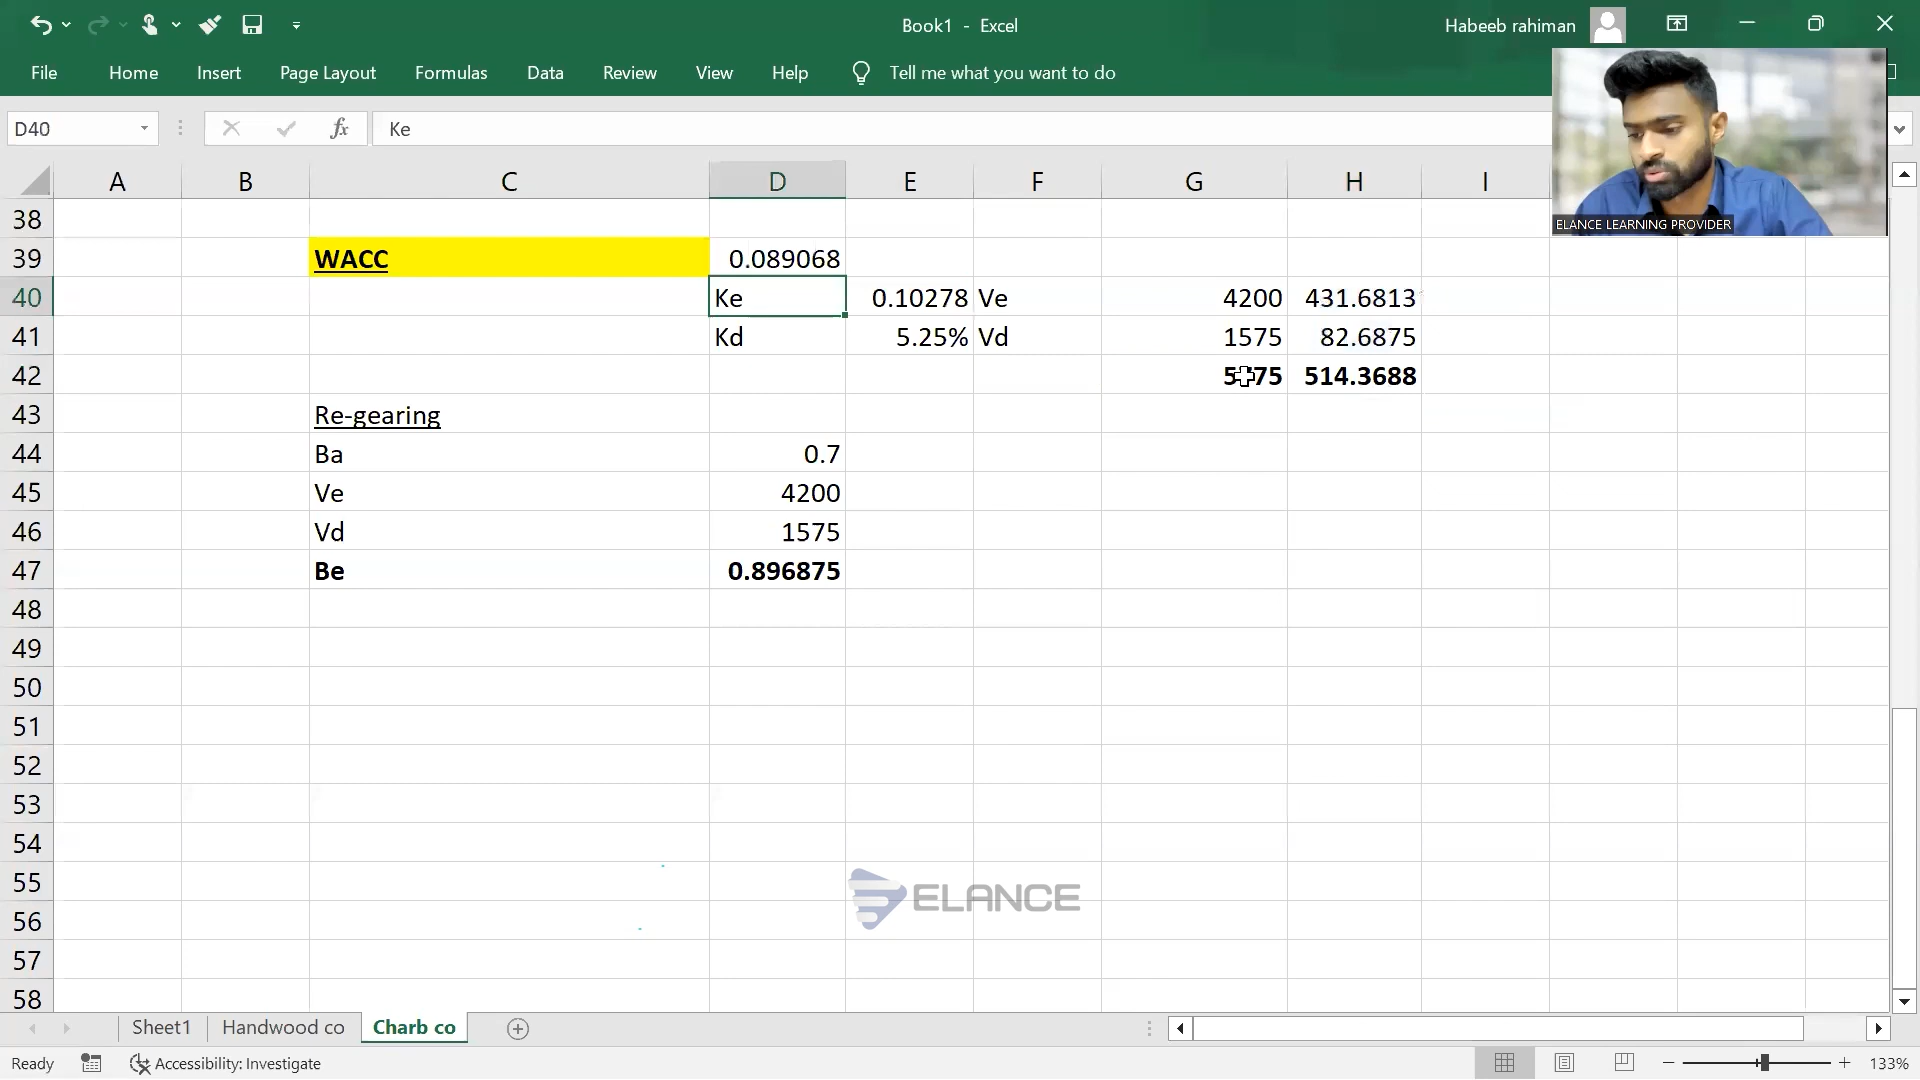 Book1 - Excel
Habeeb rahiman
File Home Insert Page Layout Formulas Data Review View Help Tell me what you want to do
D40 fx Ke
ELANCE LEARNING PROVIDER
A B C D E F G H I
38
39 WACC 0.089068
40 Ke 0.10278 Ve 4200 431.6813
41 Kd 5.25% Vd 1575 82.6875
42 514.3688
43 Re-gearing
44 Ba 0.7
45 Ve 4200
46 Vd 1575
47 Be 0.896875
48
49
50
51
52
53
54
55
ELANCE
56
57
58
Sheet1 Handwood co Charb co
Ready Accessibility: Investigate 133%